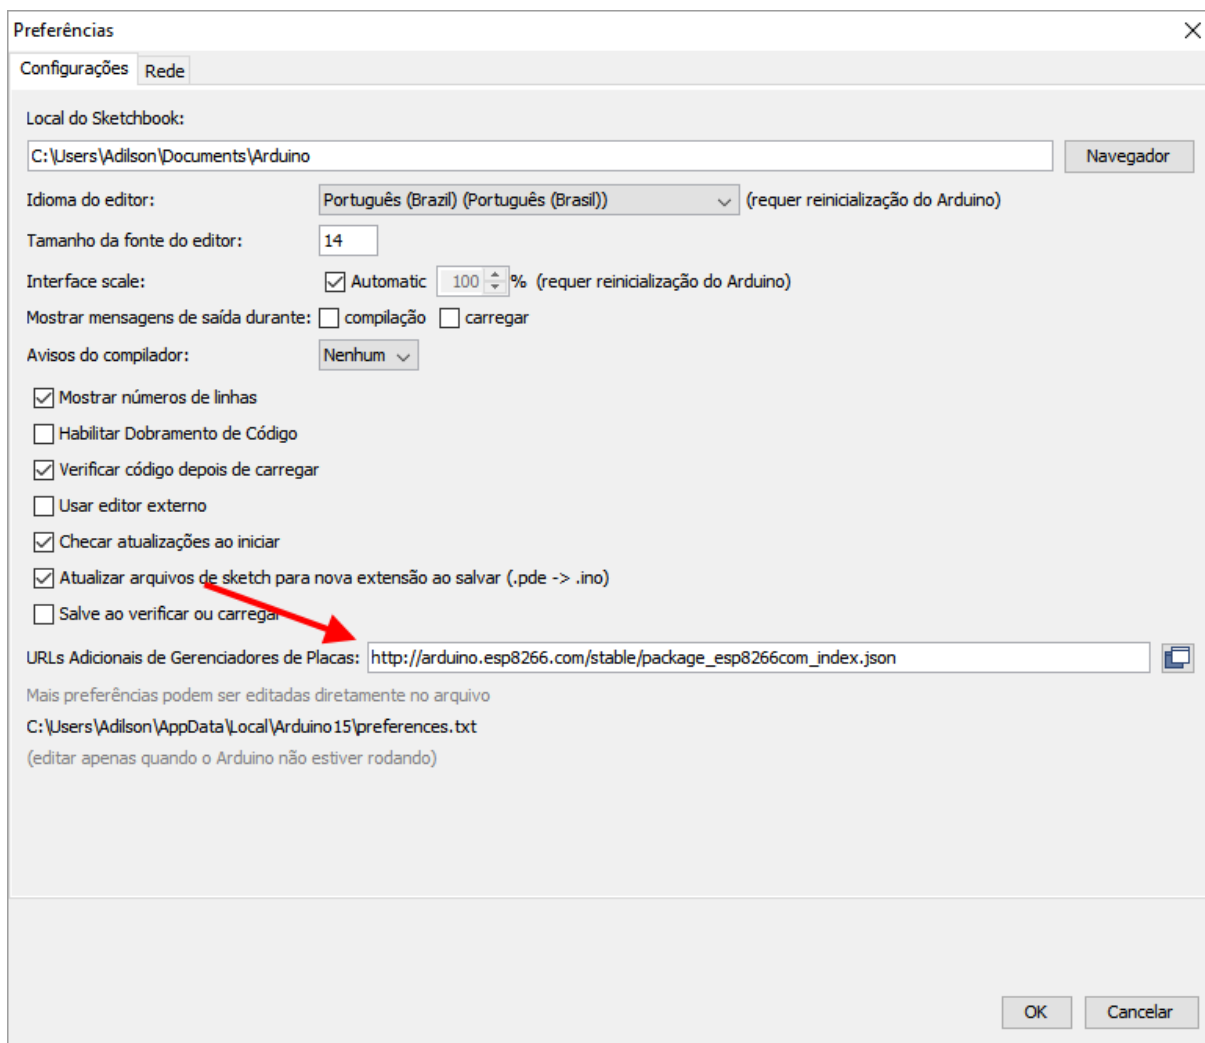 Preferências
Configurações Rede
Local do Sketchbook:
C:\Users\Adilson\Documents\Arduino Navegador
Idioma do editor: Português (Brazil) (Português (Brasil)) (requer reinicialização do Arduino)
Tamanho da fonte do editor: 14
Interface scale: Automatic 100 % (requer reinicialização do Arduino)
Mostrar mensagens de saída durante: compilação carregar
Avisos do compilador: Nenhum
Mostrar números de linhas
Habilitar Dobramento de Código
Verificar código depois de carregar
Usar editor externo
Checar atualizações ao iniciar
Atualizar arquivos de sketch para nova extensão ao salvar (.pde -> .ino)
Salve ao verificar ou carregar
URLs Adicionais de Gerenciadores de Placas: http://arduino.esp8266.com/stable/package_esp8266com_index.json
Mais preferências podem ser editadas diretamente no arquivo
C:\Users\Adilson\AppData\Local\Arduino15\preferences.txt
(editar apenas quando o Arduino não estiver rodando)
OK Cancelar